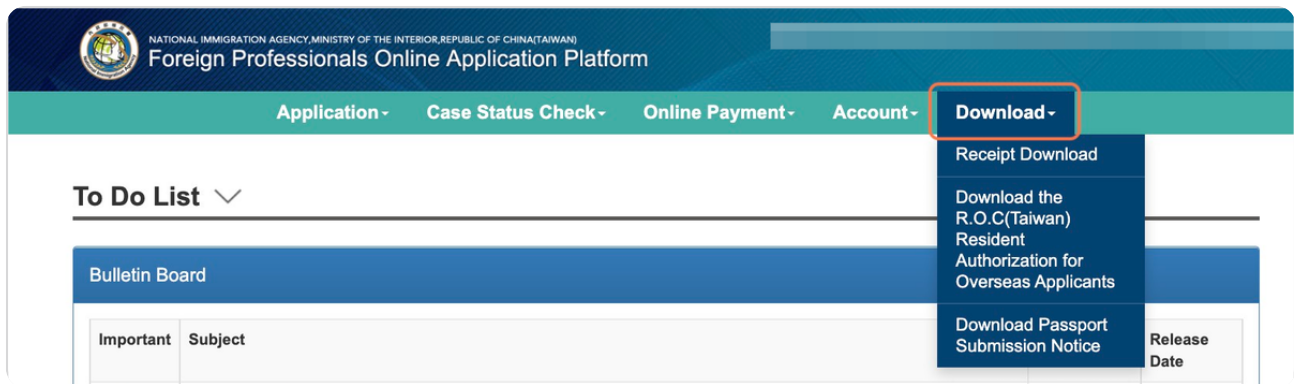 NATIONAL IMMIGRATION AGENCY,MINISTRY OF THE INTERIOR,REPUBLIC OF CHINA(TAIWAN)
Foreign Professionals Online Application Platform
Application
Case Status Check
Online Payment
Account
Download
Receipt Download
Download the
R.O.C(Taiwan)
Resident
Authorization for
Overseas Applicants
Download Passport
Submission Notice
To Do List
Bulletin Board
Important
Subject
Release
Date